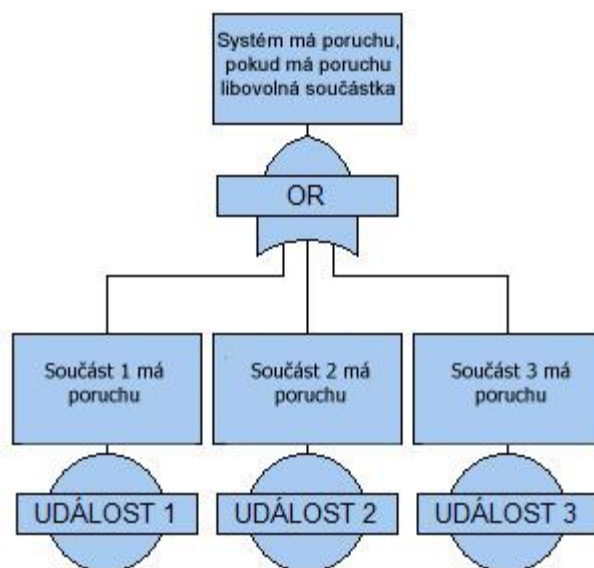 Systém má poruchu,
pokud má poruchu
libovolná součástka
OR
Součást 1 má
poruchu
Součást 2 má
poruchu
Součást 3 má
poruchu
UDÁLOST 1
UDÁLOST 2
UDÁLOST 3